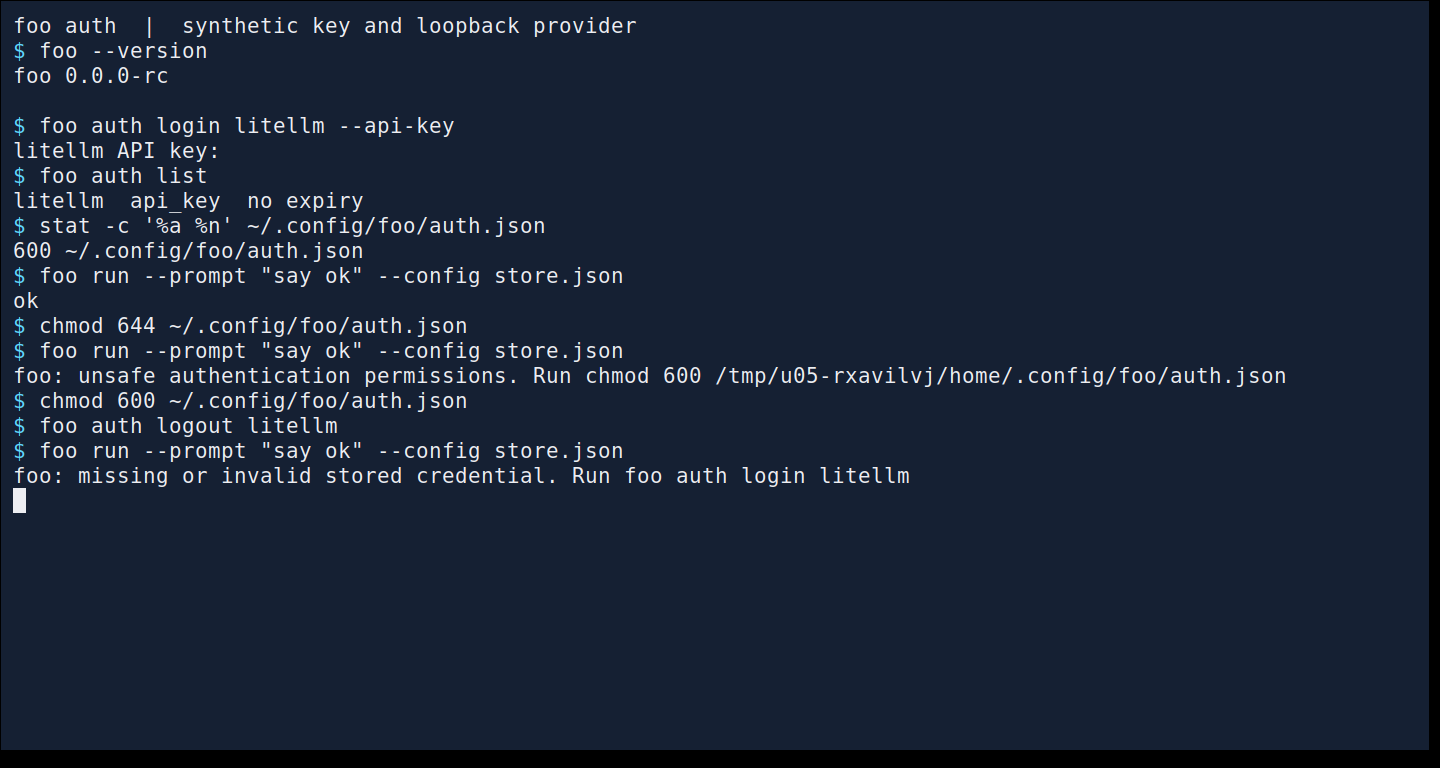 foo auth  |  synthetic key and loopback provider
$ foo --version
foo 0.0.0-rc
$ foo auth login litellm --api-key
litellm API key:
$ foo auth list
litellm  api_key  no expiry
$ stat -c '%a %n' ~/.config/foo/auth.json
600 ~/.config/foo/auth.json
$ foo run --prompt "say ok" --config store.json
ok
$ chmod 644 ~/.config/foo/auth.json
$ foo run --prompt "say ok" --config store.json
foo: unsafe authentication permissions. Run chmod 600 /tmp/u05-rxavilvj/home/.config/foo/auth.json
$ chmod 600 ~/.config/foo/auth.json
$ foo auth logout litellm
$ foo run --prompt "say ok" --config store.json
foo: missing or invalid stored credential. Run foo auth login litellm